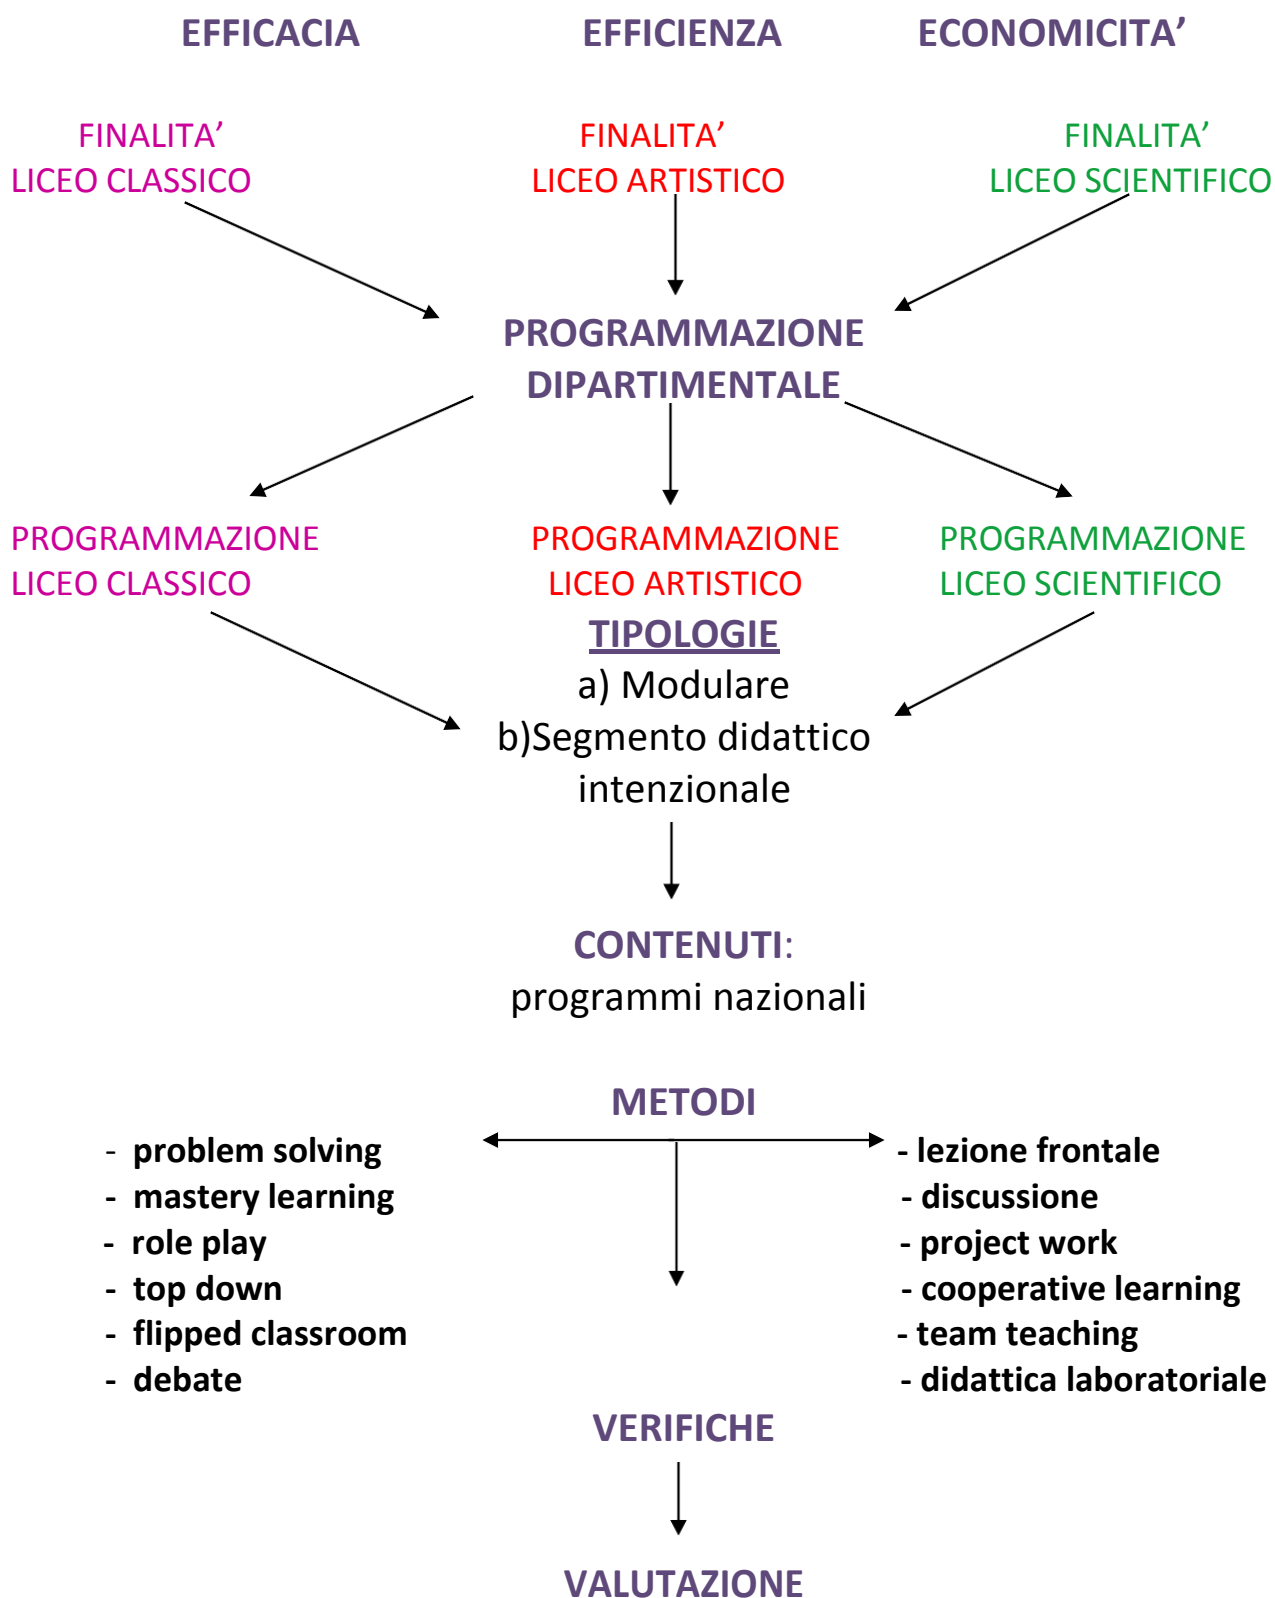 EFFICACIA EFFICIENZA ECONOMICITA’
FINALITA’ FINALITA’ FINALITA’
LICEO CLASSICO LICEO ARTISTICO LICEO SCIENTIFICO
PROGRAMMAZIONE
DIPARTIMENTALE
PROGRAMMAZIONE PROGRAMMAZIONE PROGRAMMAZIONE
LICEO CLASSICO LICEO ARTISTICO LICEO SCIENTIFICO
TIPOLOGIE
a) Modulare
b)Segmento didattico
intenzionale
CONTENUTI:
programmi nazionali
METODI
- problem solving
- mastery learning
- role play
- top down
- flipped classroom
- debate
- lezione frontale
- discussione
- project work
- cooperative learning
- team teaching
- didattica laboratoriale
VERIFICHE
VALUTAZIONE